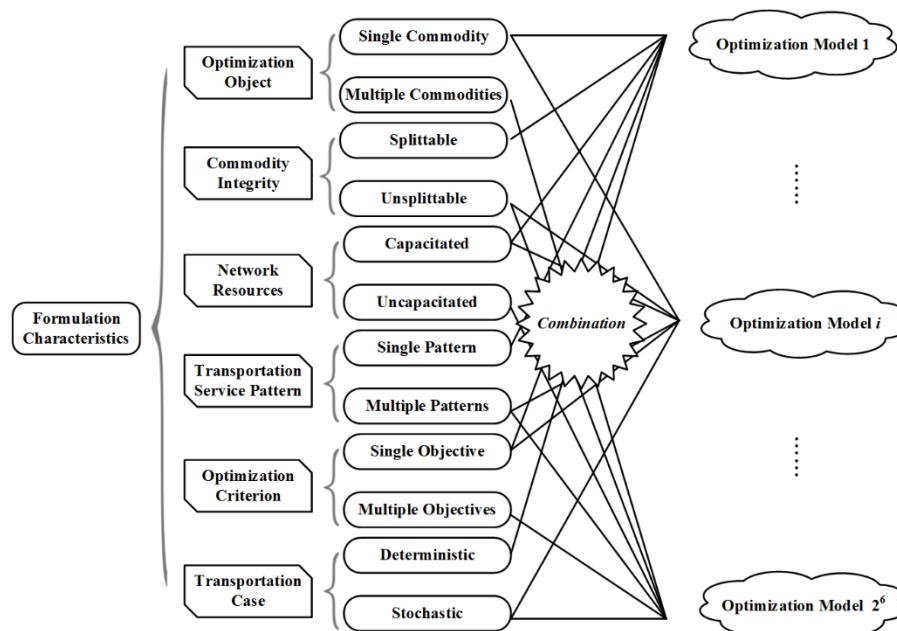 Formulation
Characteristics
Optimization
Object
Commodity
Integrity
Network
Resources
Transportation
Service Pattern
Optimization
Criterion
Transportation
Case
Single Commodity
Multiple Commodities
Splittable
Unsplittable
Capacitated
Uncapacitated
Single Pattern
Multiple Patterns
Single Objective
Multiple Objectives
Deterministic
Stochastic
Combination
Optimization Model 1
Optimization Model i
Optimization Model 2⁶